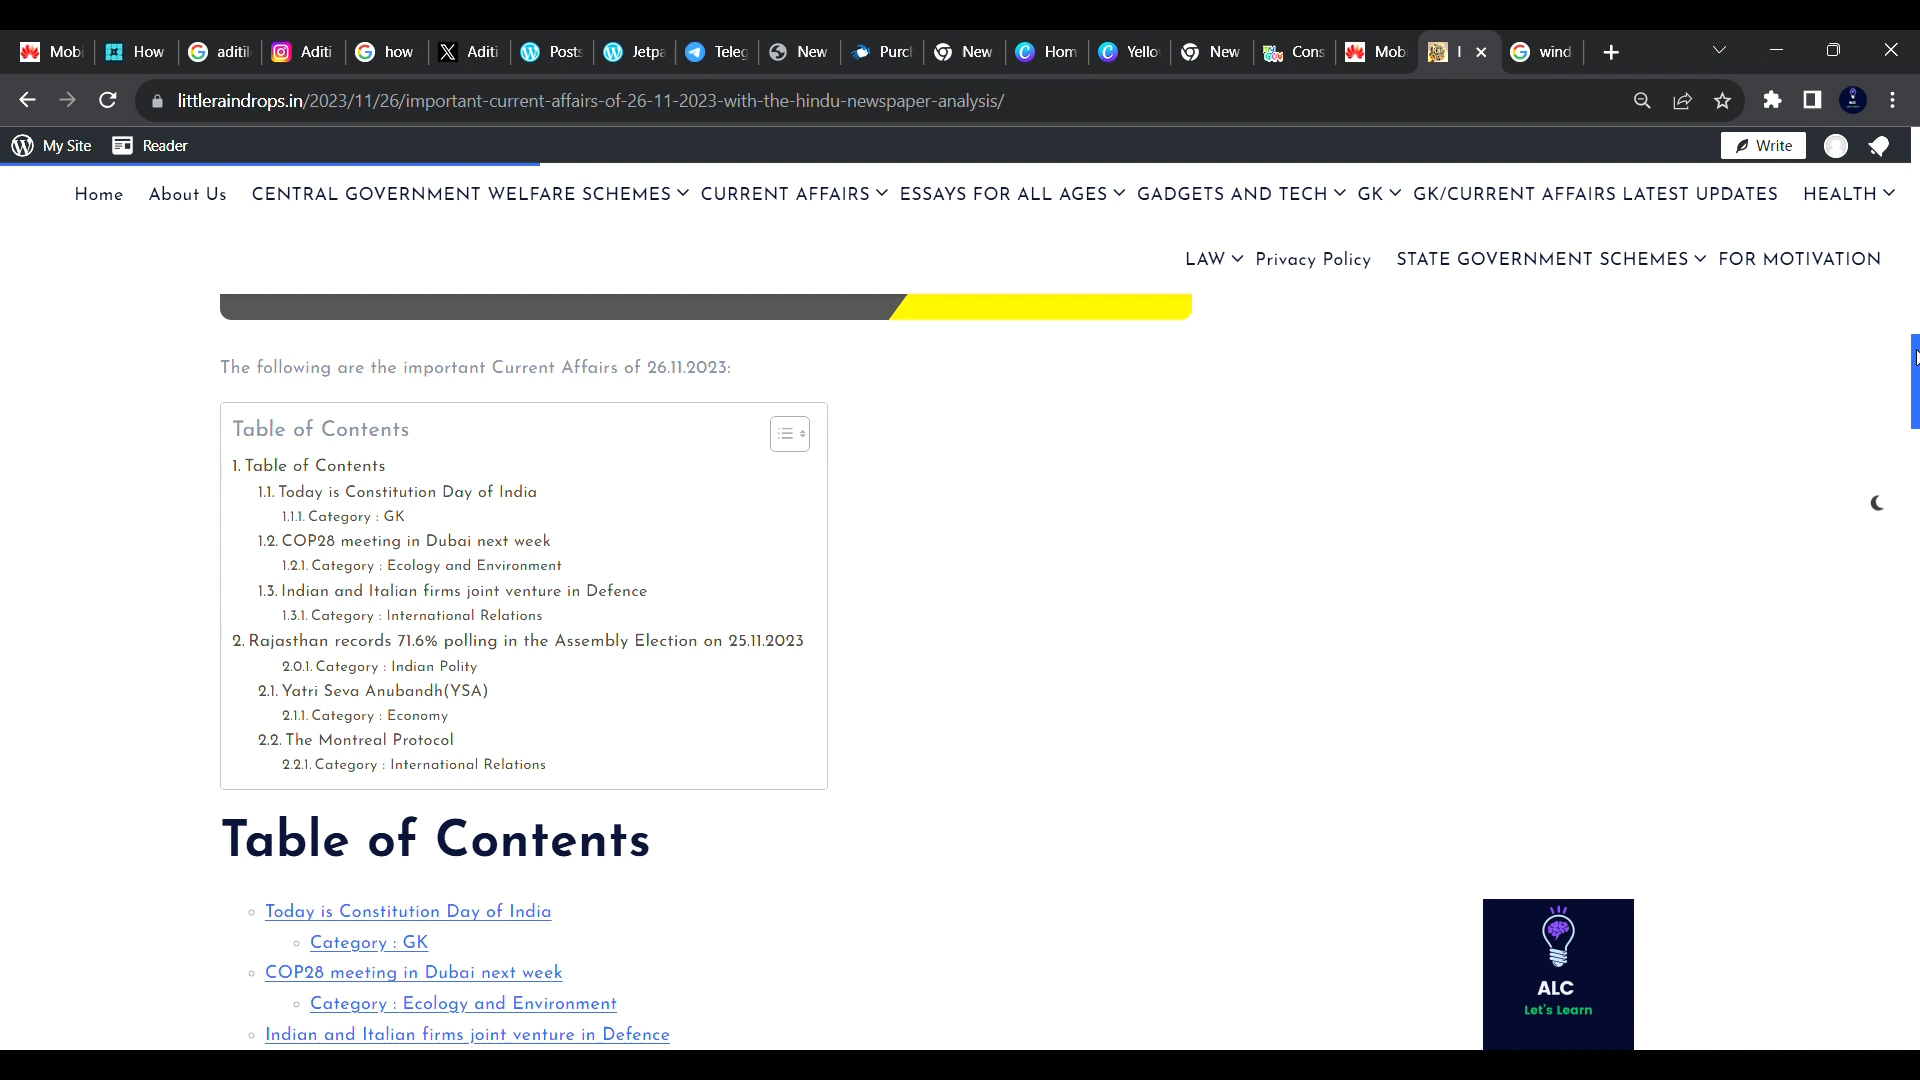 Mobi
How
aditil
Aditi
how
Aditi
Posts
Jetpa
Teleg
New
Purch
New
Hom
Yello
New
Cons
Mobi
I
wind
littleraindrops.in/2023/11/26/important-current-affairs-of-26-11-2023-with-the-hindu-newspaper-analysis/
My Site
Reader
Write
Home About Us CENTRAL GOVERNMENT WELFARE SCHEMES CURRENT AFFAIRS ESSAYS FOR ALL AGES GADGETS AND TECH GK GK/CURRENT AFFAIRS LATEST UPDATES HEALTH
LAW Privacy Policy STATE GOVERNMENT SCHEMES FOR MOTIVATION
The following are the important Current Affairs of 26.11.2023:
Table of Contents
1. Table of Contents
1.1. Today is Constitution Day of India
1.1.1. Category : GK
1.2. COP28 meeting in Dubai next week
1.2.1. Category : Ecology and Environment
1.3. Indian and Italian firms joint venture in Defence
1.3.1. Category : International Relations
2. Rajasthan records 71.6% polling in the Assembly Election on 25.11.2023
2.0.1. Category : Indian Polity
2.1. Yatri Seva Anubandh(YSA)
2.1.1. Category : Economy
2.2. The Montreal Protocol
2.2.1. Category : International Relations
Table of Contents
Today is Constitution Day of India
Category : GK
COP28 meeting in Dubai next week
Category : Ecology and Environment
Indian and Italian firms joint venture in Defence
ALC
Let's Learn